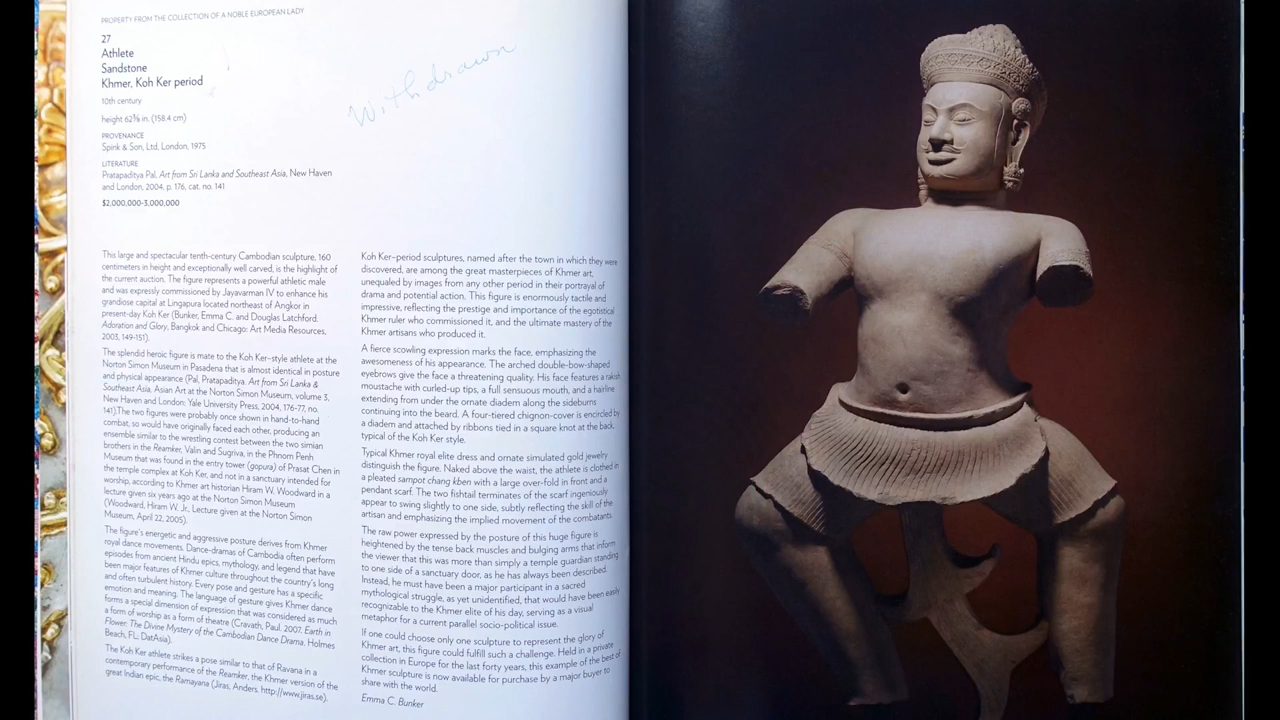 PROPERTY FROM THE COLLECTION OF A NOBLE EUROPEAN LADY
27
Athlete
Sandstone
Khmer, Koh Ker period
10th century
height 62⅜ in. (158.4 cm)
PROVENANCE
Spink & Son, Ltd, London, 1975
LITERATURE
Pratapaditya Pal, Art from Sri Lanka and Southeast Asia, New Haven
and London, 2004, p. 176, cat. no. 141
$2,000,000-3,000,000
Withdrawn
This large and spectacular tenth-century Cambodian sculpture, 160
centimeters in height and exceptionally well carved, is the highlight of
the current auction. The figure represents a powerful athletic male
and was expressly commissioned by Jayavarman IV to enhance his
grandiose capital at Lingapura located northeast of Angkor in
present-day Koh Ker (Bunker, Emma C. and Douglas Latchford.
Adoration and Glory, Bangkok and Chicago: Art Media Resources,
2003, 149-151).
The splendid heroic figure is mate to the Koh Ker-style athlete at the
Norton Simon Museum in Pasadena that is almost identical in posture
and physical appearance (Pal, Pratapaditya. Art from Sri Lanka &
Southeast Asia, Asian Art at the Norton Simon Museum, volume 3,
New Haven and London: Yale University Press, 2004, 176-77, no.
141).The two figures were probably once shown in hand-to-hand
combat, so would have originally faced each other, producing an
ensemble similar to the wrestling contest between the two simian
brothers in the Reamker, Valin and Sugriva, in the Phnom Penh
Museum that was found in the entry tower (gopura) of Prasat Chen in
the temple complex at Koh Ker, and not in a sanctuary intended for
worship, according to Khmer art historian Hiram W. Woodward in a
lecture given six years ago at the Norton Simon Museum
(Woodward, Hiram W. Jr., Lecture given at the Norton Simon
Museum, April 22, 2005).
The figure's energetic and aggressive posture derives from Khmer
royal dance movements. Dance-dramas of Cambodia often perform
episodes from ancient Hindu epics, mythology, and legend that have
been major features of Khmer culture throughout the country's long
and often turbulent history. Every pose and gesture has a specific
emotion and meaning. The language of gesture gives Khmer dance
forms a special dimension of expression that was considered as much
a form of worship as a form of theatre (Cravath, Paul. 2007. Earth in
Flower: The Divine Mystery of the Cambodian Dance Drama. Holmes
Beach, FL: DatAsia).
The Koh Ker athlete strikes a pose similar to that of Ravana in a
contemporary performance of the Reamker, the Khmer version of the
great Indian epic, the Ramayana (Jiras, Anders. http://www.jiras.se).
Koh Ker-period sculptures, named after the town in which they were
discovered, are among the great masterpieces of Khmer art,
unequaled by images from any other period in their portrayal of
drama and potential action. This figure is enormously tactile and
impressive, reflecting the prestige and importance of the egotistical
Khmer ruler who commissioned it, and the ultimate mastery of the
Khmer artisans who produced it.
A fierce scowling expression marks the face, emphasizing the
awesomeness of his appearance. The arched double-bow-shaped
eyebrows give the face a threatening quality. His face features a rakish
moustache with curled-up tips, a full sensuous mouth, and a hairline
extending from under the ornate diadem along the sideburns
continuing into the beard. A four-tiered chignon-cover is encircled by
a diadem and attached by ribbons tied in a square knot at the back,
typical of the Koh Ker style.
Typical Khmer royal elite dress and ornate simulated gold jewelry
distinguish the figure. Naked above the waist, the athlete is clothed in
a pleated sampot chang kben with a large over-fold in front and a
pendant scarf. The two fishtail terminates of the scarf ingeniously
appear to swing slightly to one side, subtly reflecting the skill of the
artisan and emphasizing the implied movement of the combatants.
The raw power expressed by the posture of this huge figure is
heightened by the tense back muscles and bulging arms that inform
the viewer that this was more than simply a temple guardian standing
to one side of a sanctuary door, as he has always been described.
Instead, he must have been a major participant in a sacred
mythological struggle, as yet unidentified, that would have been easily
recognizable to the Khmer elite of his day, serving as a visual
metaphor for a current parallel socio-political issue.
If one could choose only one sculpture to represent the glory of
Khmer art, this figure could fulfill such a challenge. Held in a private
collection in Europe for the last forty years, this example of the best of
Khmer sculpture is now available for purchase by a major buyer to
share with the world.
Emma C. Bunker